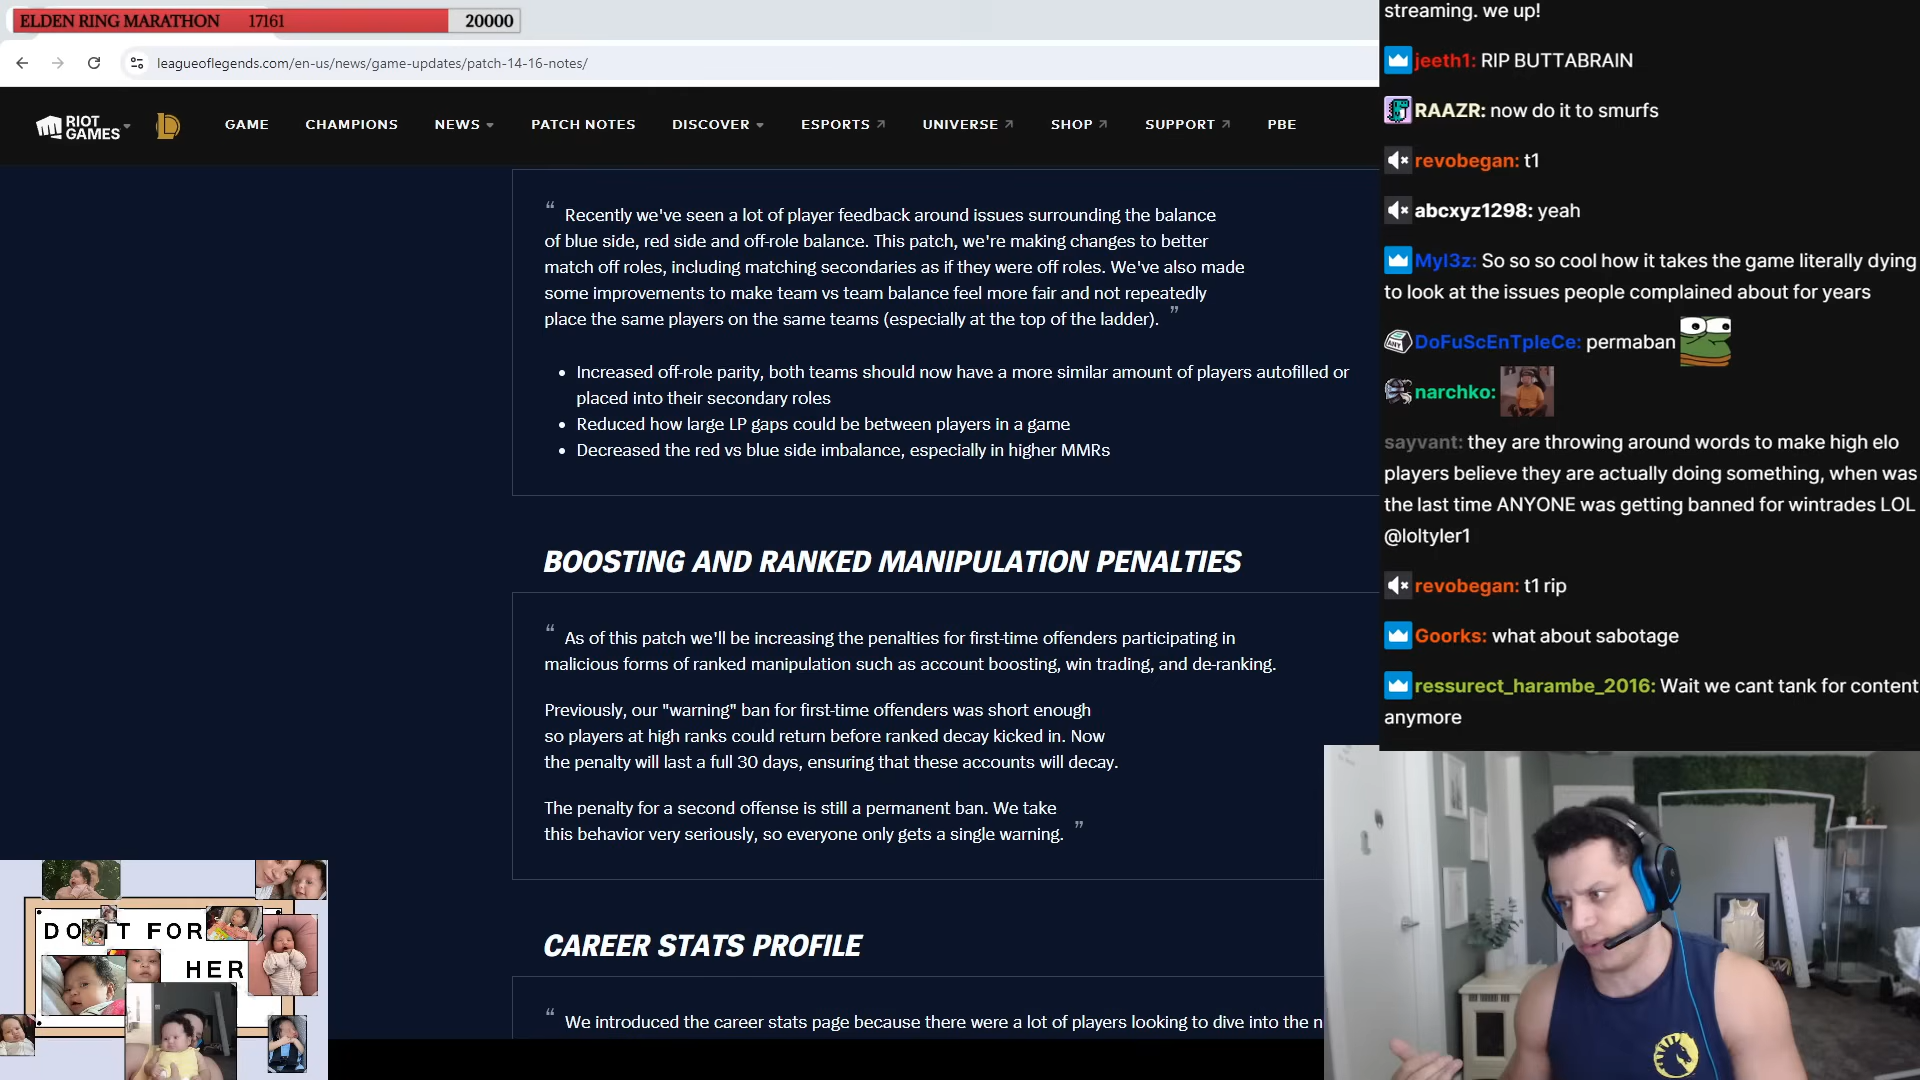 ELDEN RING MARATHON 17161 20000
leagueoflegends.com/en-us/news/game-updates/patch-14-16-notes/
RIOT GAMES
GAME CHAMPIONS NEWS PATCH NOTES DISCOVER ESPORTS UNIVERSE SHOP SUPPORT PBE
“ Recently we've seen a lot of player feedback around issues surrounding the balance
of blue side, red side and off-role balance. This patch, we're making changes to better
match off roles, including matching secondaries as if they were off roles. We've also made
some improvements to make team vs team balance feel more fair and not repeatedly
place the same players on the same teams (especially at the top of the ladder). ”
• Increased off-role parity, both teams should now have a more similar amount of players autofilled or
placed into their secondary roles
• Reduced how large LP gaps could be between players in a game
• Decreased the red vs blue side imbalance, especially in higher MMRs
BOOSTING AND RANKED MANIPULATION PENALTIES
“ As of this patch we'll be increasing the penalties for first-time offenders participating in
malicious forms of ranked manipulation such as account boosting, win trading, and de-ranking.
Previously, our "warning" ban for first-time offenders was short enough
so players at high ranks could return before ranked decay kicked in. Now
the penalty will last a full 30 days, ensuring that these accounts will decay.
The penalty for a second offense is still a permanent ban. We take
this behavior very seriously, so everyone only gets a single warning. ”
CAREER STATS PROFILE
“ We introduced the career stats page because there were a lot of players looking to dive into the n
streaming. we up!
jeeth1: RIP BUTTABRAIN
RAAZR: now do it to smurfs
revobegan: t1
abcxyz1298: yeah
Myl3z: So so so cool how it takes the game literally dying
to look at the issues people complained about for years
DoFuScEnTpIeCe: permaban
narchko:
sayvant: they are throwing around words to make high elo
players believe they are actually doing something, when was
the last time ANYONE was getting banned for wintrades LOL
@loltyler1
revobegan: t1 rip
Goorks: what about sabotage
ressurect_harambe_2016: Wait we cant tank for content
anymore
DO IT FOR
HER